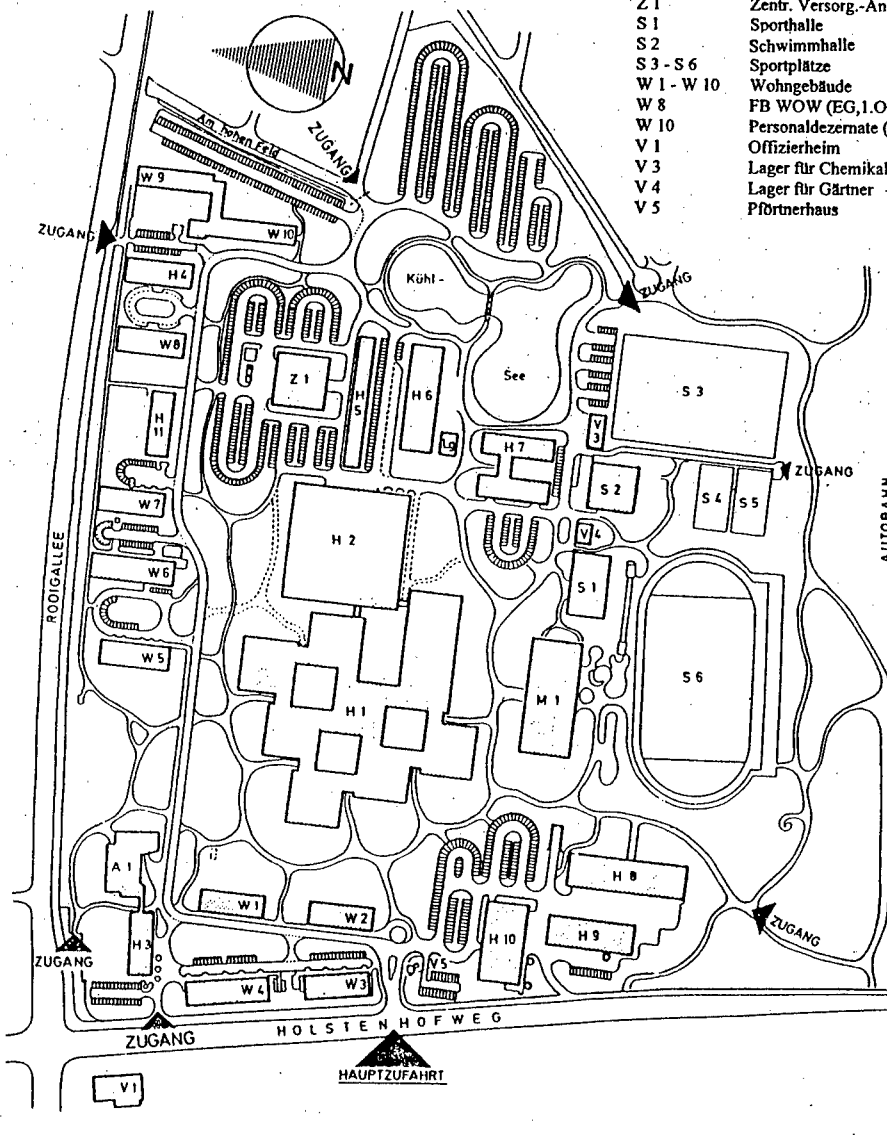 Z 1 Zentr. Versorg.-An
S 1 Sporthalle
S 2 Schwimmhalle
S 3 - S 6 Sportplätze
W 1 - W 10 Wohngebäude
W 8 FB WOW (EG,1.O
W 10 Personaldezernate (
V 1 Offizierheim
V 3 Lager für Chemikal
V 4 Lager für Gärtner
V 5 Pförtnerhaus
N
Am hohen Feld
ZUGANG
W 9
ZUGANG
W 10
H 4
Kühl -
ZUGANG
W 8
Z 1
H 5
H 6
See
S 3
H 11
V 3
H 7
ZUGANG
W 7
S 2
S 4
S 5
H 2
V 4
AUTOBAHN
RODIGALLEE
W 6
S 1
W 5
H 1
M 1
S 6
A 1
H 8
W 1
W 2
H 3
H 10
H 9
ZUGANG
ZUGANG
V 5
W 4
W 3
HOLSTENHOFWEG
ZUGANG
HAUPTZUFAHRT
V 1